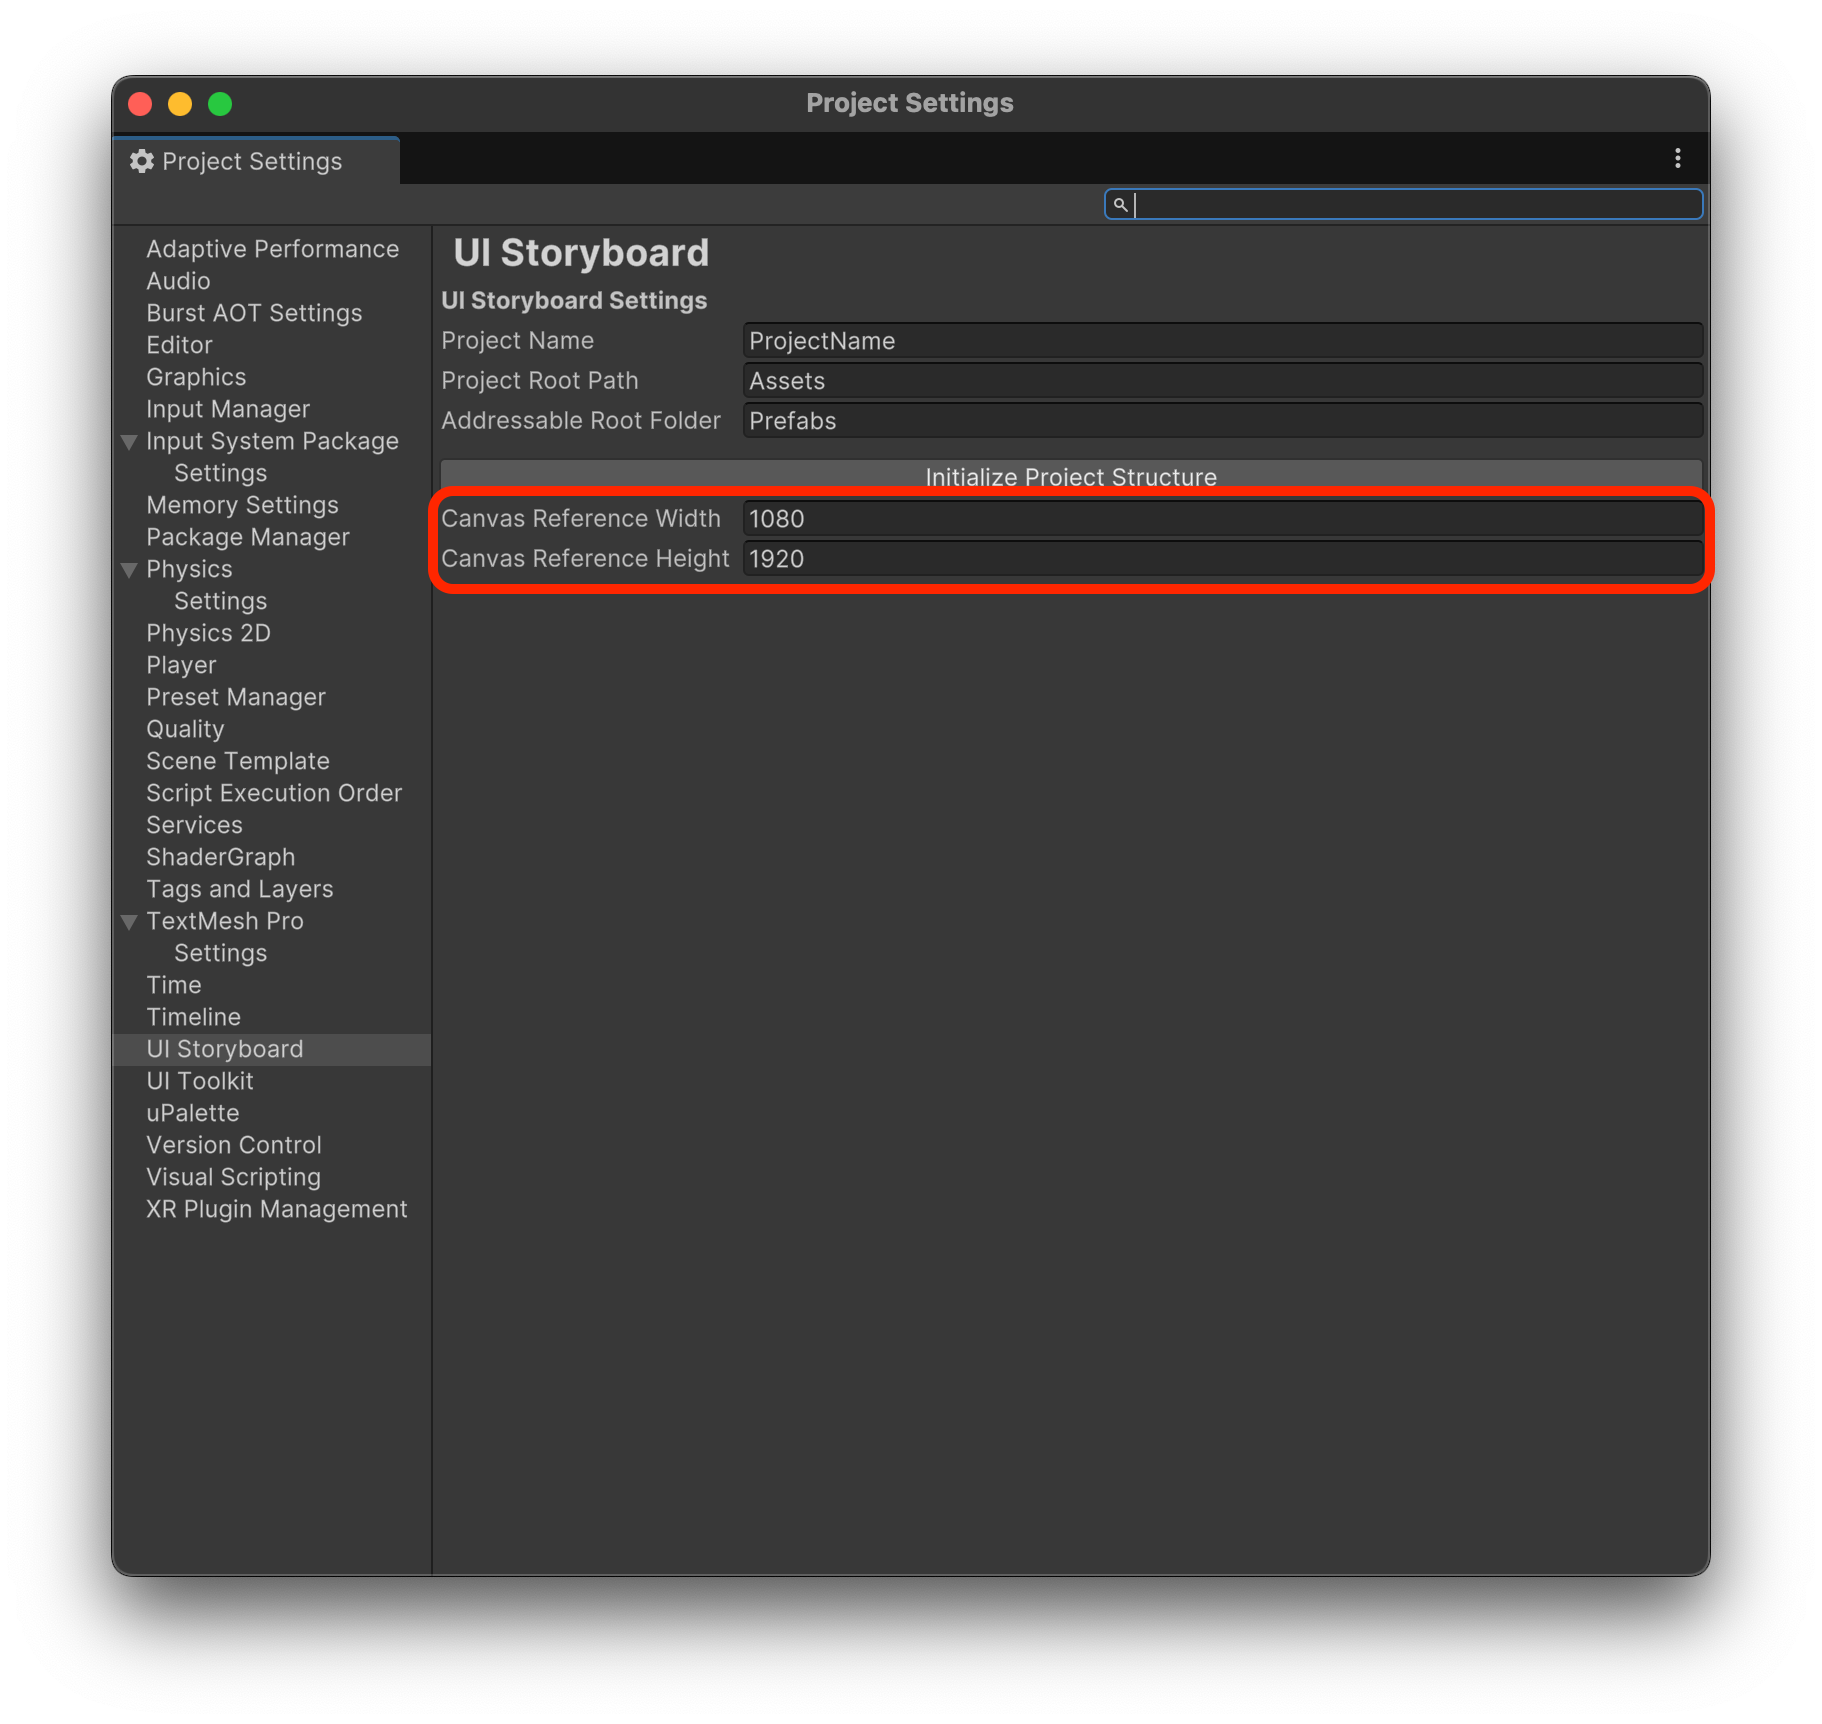 Project Settings
Project Settings
Adaptive Performance
Audio
Burst AOT Settings
Editor
Graphics
Input Manager
Input System Package
Settings
Memory Settings
Package Manager
Physics
Settings
Physics 2D
Player
Preset Manager
Quality
Scene Template
Script Execution Order
Services
ShaderGraph
Tags and Layers
TextMesh Pro
Settings
Time
Timeline
UI Storyboard
UI Toolkit
uPalette
Version Control
Visual Scripting
XR Plugin Management
UI Storyboard
UI Storyboard Settings
Project Name ProjectName
Project Root Path Assets
Addressable Root Folder Prefabs
Initialize Project Structure
Canvas Reference Width 1080
Canvas Reference Height 1920